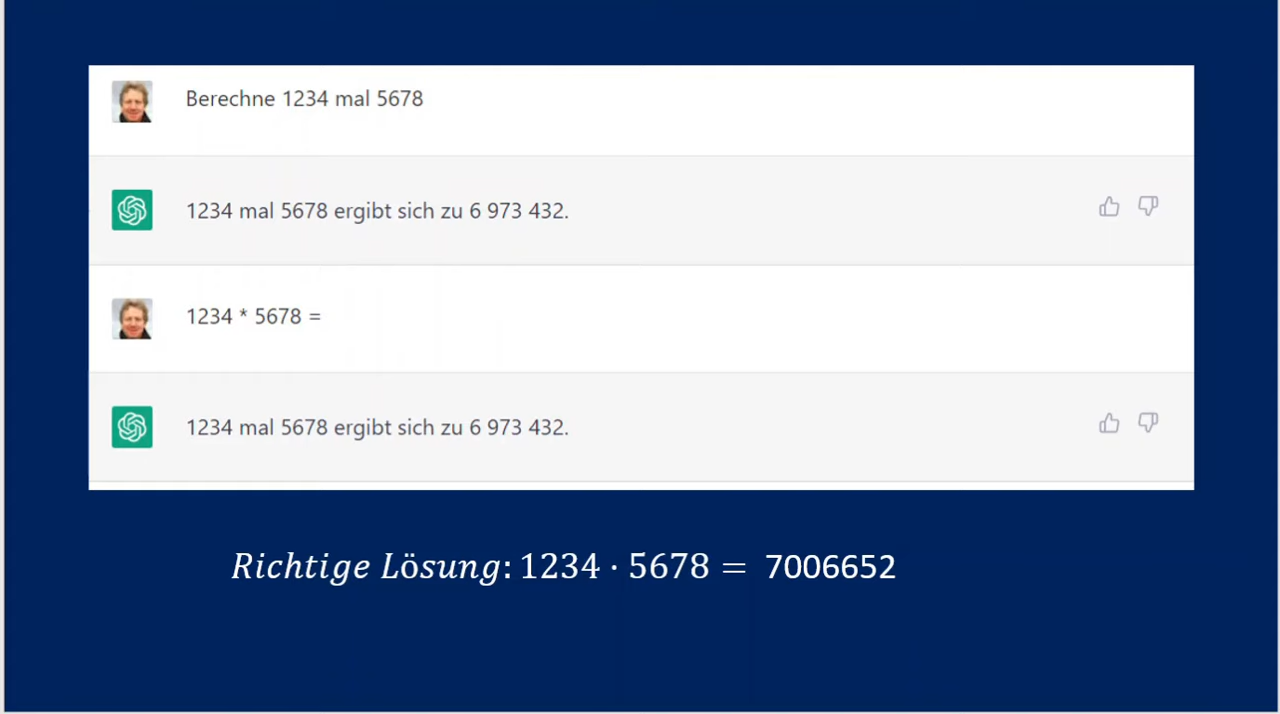 Berechne 1234 mal 5678
1234 mal 5678 ergibt sich zu 6 973 432.
1234 * 5678 =
1234 mal 5678 ergibt sich zu 6 973 432.
Richtige Lösung: 1234 · 5678 = 7006652